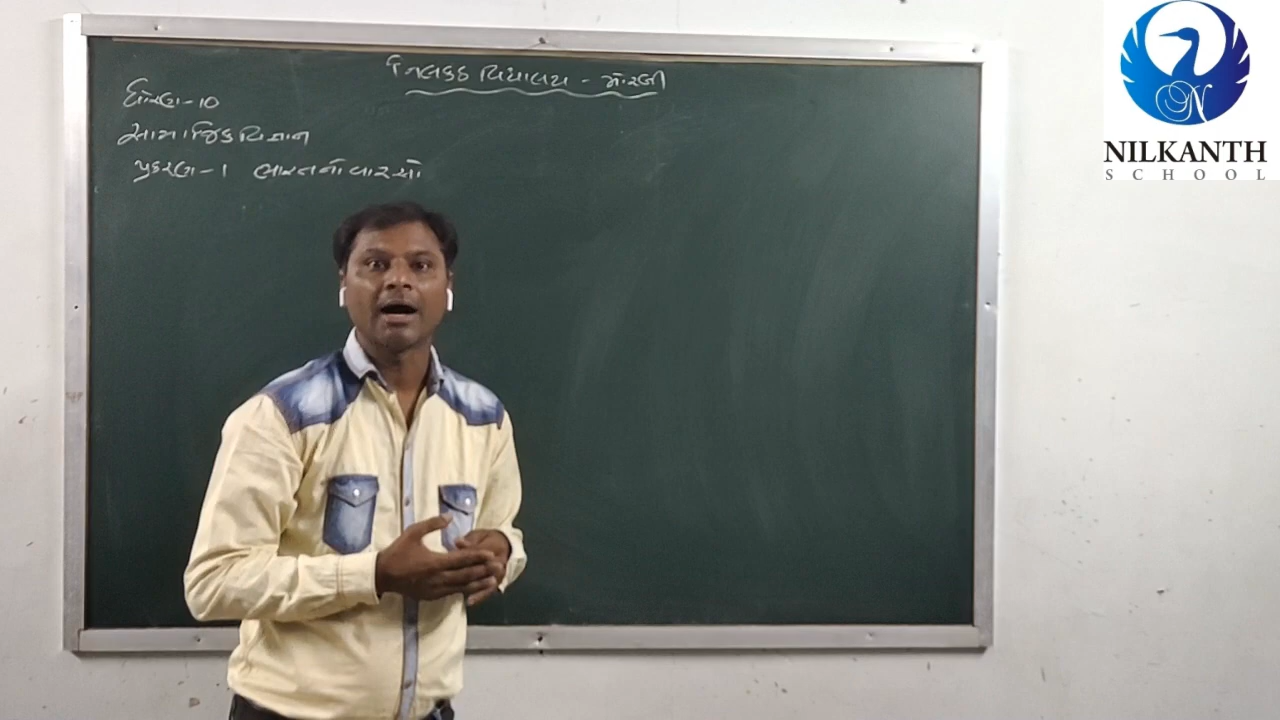 નિલકંઠ વિદ્યાલય - મોરબી
ધોરણ - 10
સામાજિક વિજ્ઞાન
પ્રકરણ - 1 ભારતનો વારસો
N
NILKANTH
SCHOOL